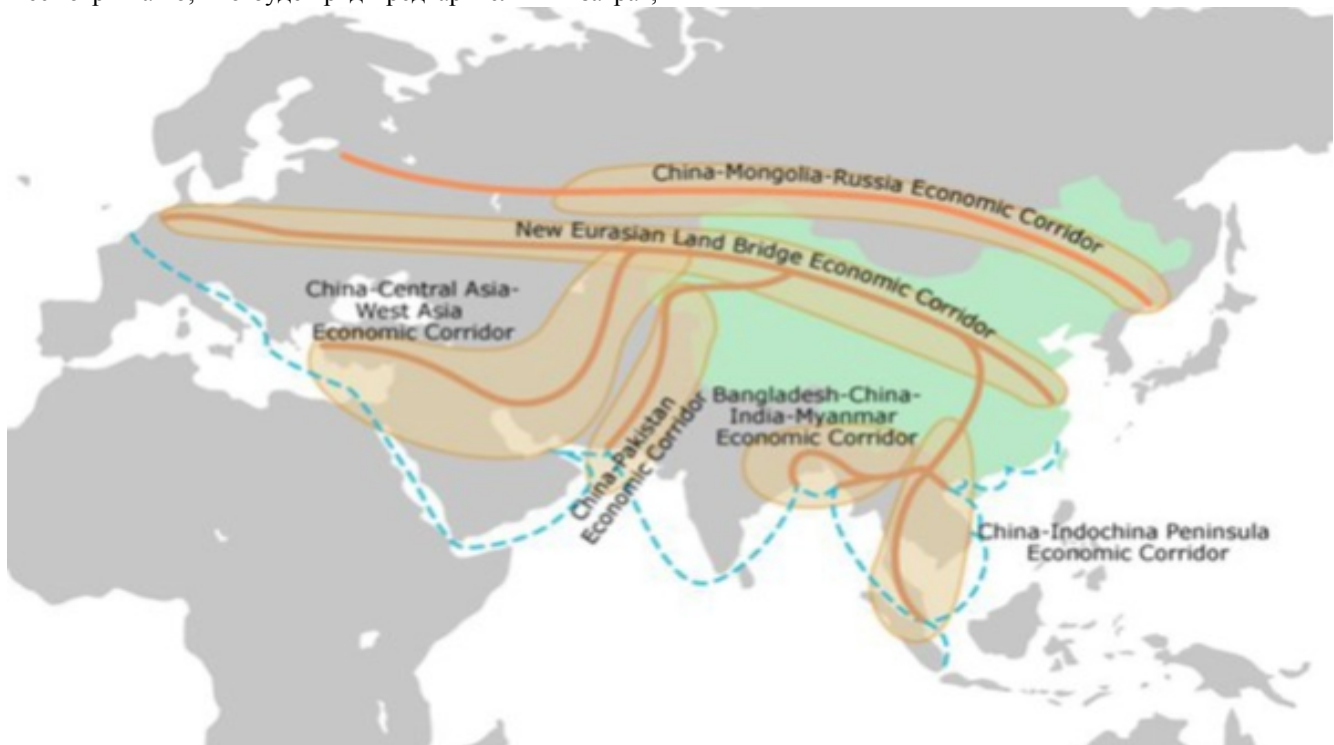 China-Mongolia-Russia Economic Corridor
New Eurasian Land Bridge Economic Corridor
China-Central Asia-
West Asia
Economic Corridor
China-Pakistan
Economic Corridor
Bangladesh-China-
India-Myanmar
Economic Corridor
China-Indochina Peninsula
Economic Corridor